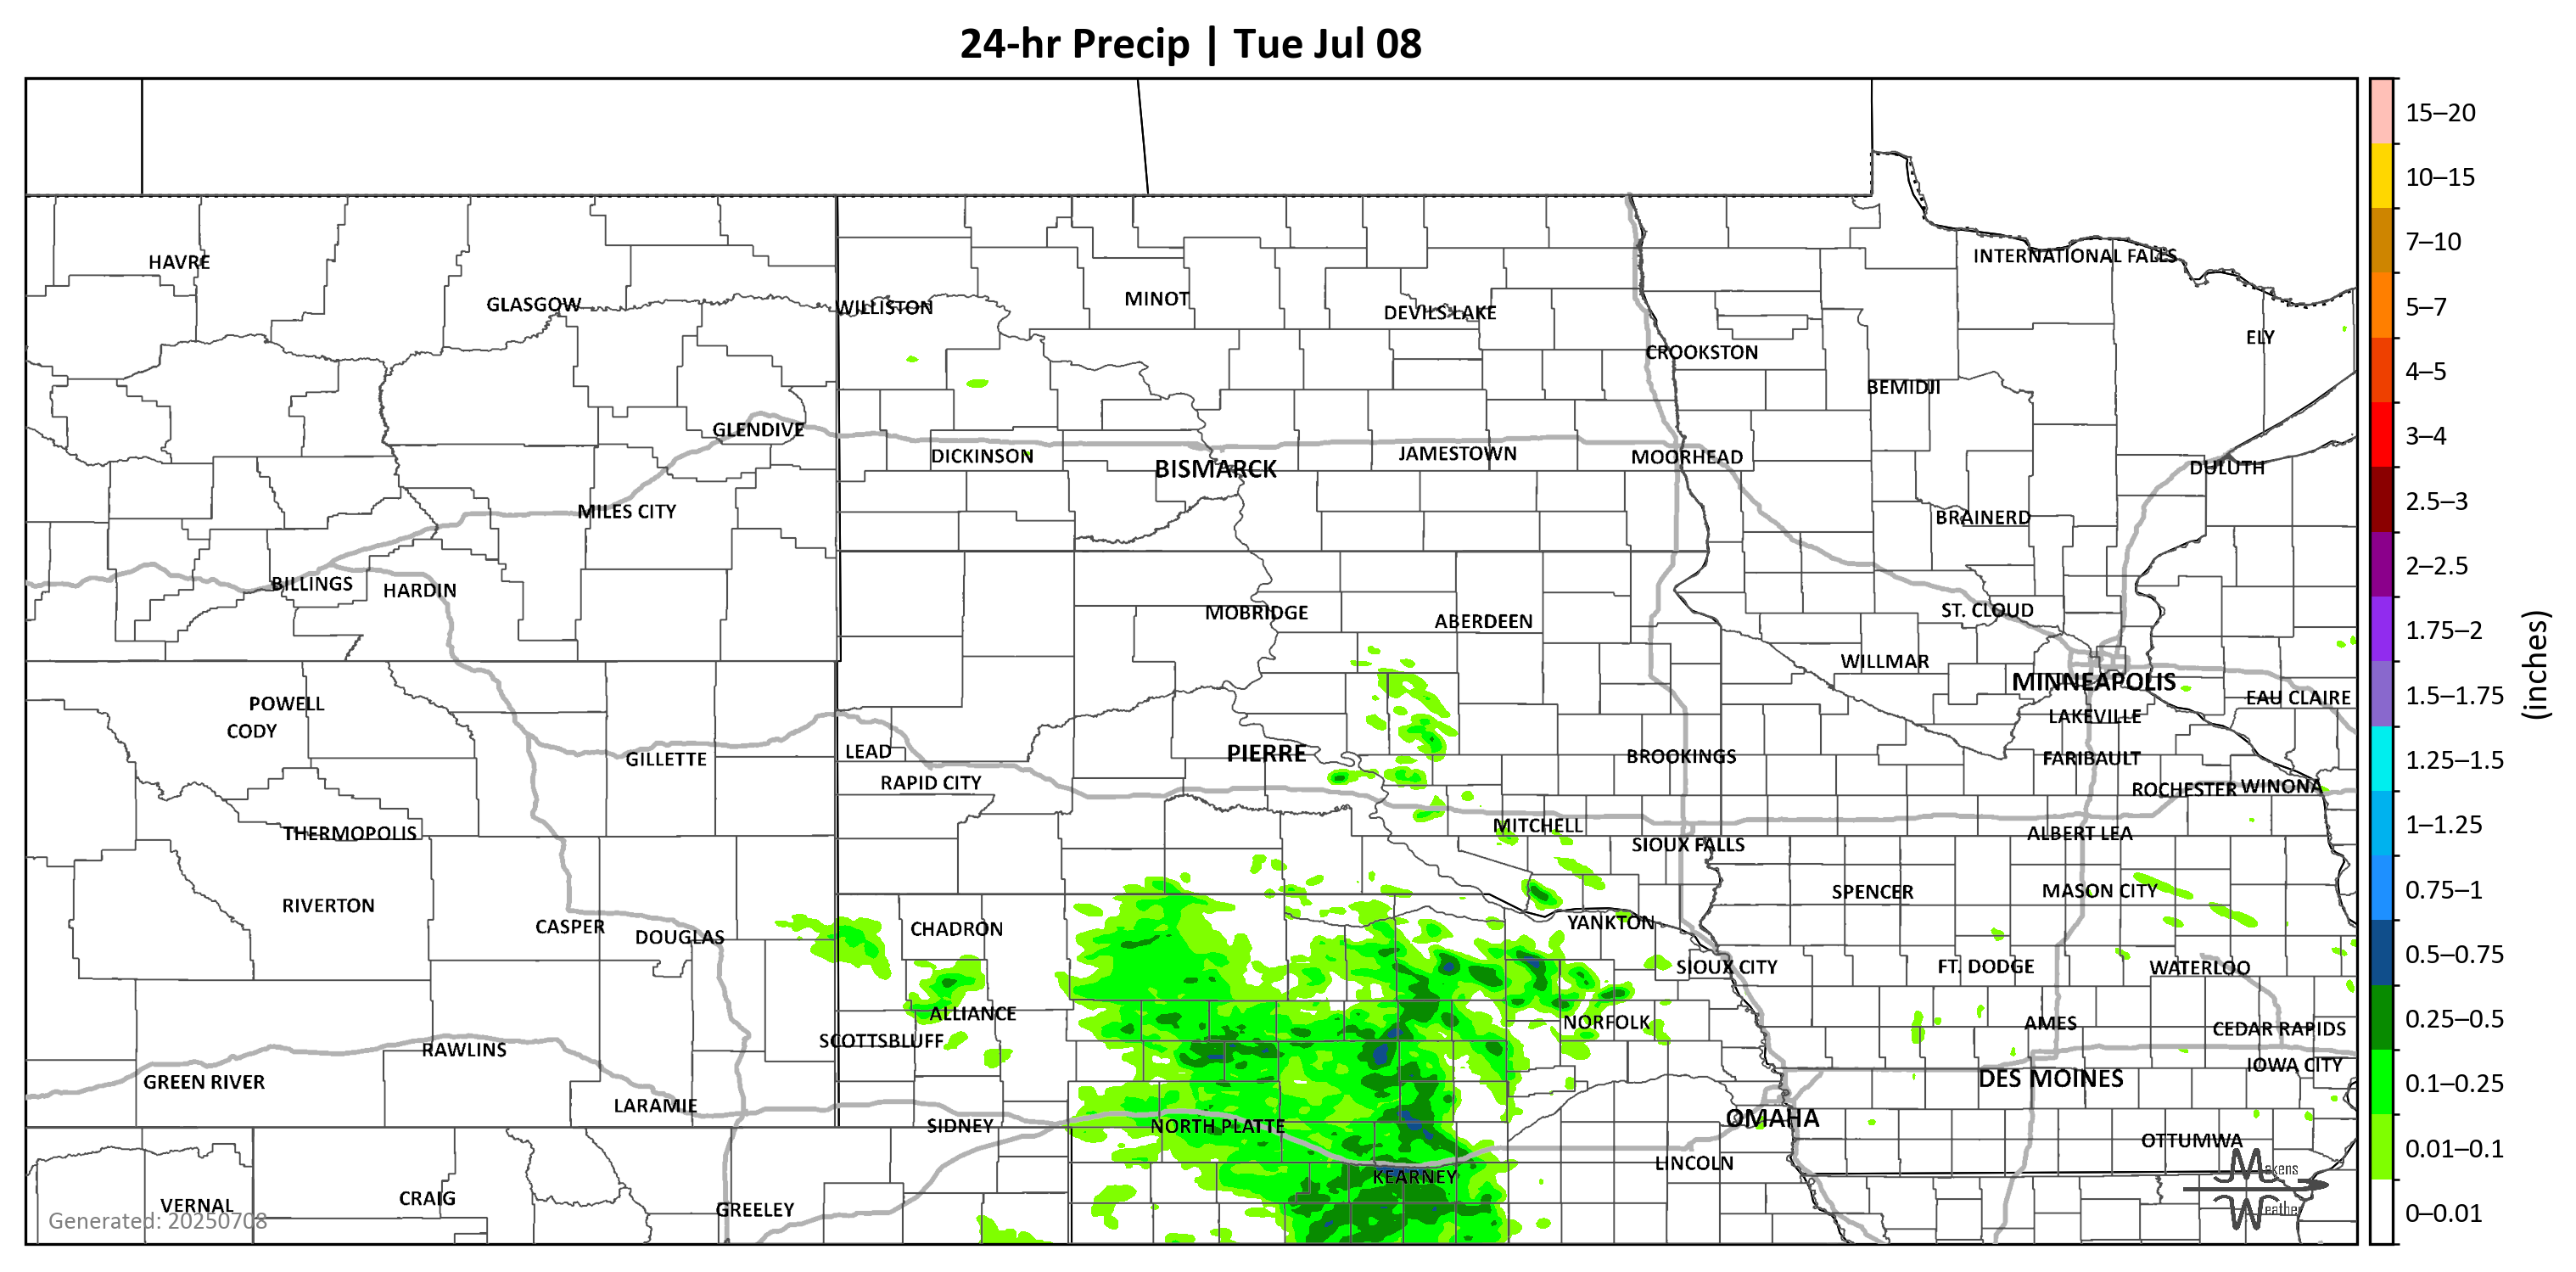 24-hr Precip | Tue Jul 08
15–20
10–15
7–10
5–7
4–5
3–4
2.5–3
2–2.5
1.75–2
1.5–1.75
1.25–1.5
1–1.25
0.75–1
0.5–0.75
0.25–0.5
0.1–0.25
0.01–0.1
0–0.01
(inches)
INTERNATIONAL FALLS
HAVRE
MINOT
GLASGOW
WILLISTON
DEVILS LAKE
ELY
CROOKSTON
BEMIDJI
GLENDIVE
DICKINSON
JAMESTOWN
MOORHEAD
BISMARCK
DULUTH
MILES CITY
BRAINERD
BILLINGS
HARDIN
MOBRIDGE
ST. CLOUD
ABERDEEN
WILLMAR
MINNEAPOLIS
EAU CLAIRE
POWELL
LAKEVILLE
CODY
LEAD
PIERRE
BROOKINGS
GILLETTE
FARIBAULT
RAPID CITY
ROCHESTER
WINONA
MITCHELL
THERMOPOLIS
ALBERT LEA
SIOUX FALLS
SPENCER
MASON CITY
RIVERTON
YANKTON
CASPER
CHADRON
DOUGLAS
SIOUX CITY
FT. DODGE
WATERLOO
ALLIANCE
NORFOLK
AMES
CEDAR RAPIDS
SCOTTSBLUFF
RAWLINS
IOWA CITY
GREEN RIVER
DES MOINES
LARAMIE
OMAHA
SIDNEY
NORTH PLATTE
OTTUMWA
LINCOLN
KEARNEY
Makens
Weather
CRAIG
VERNAL
GREELEY
Generated: 20250708